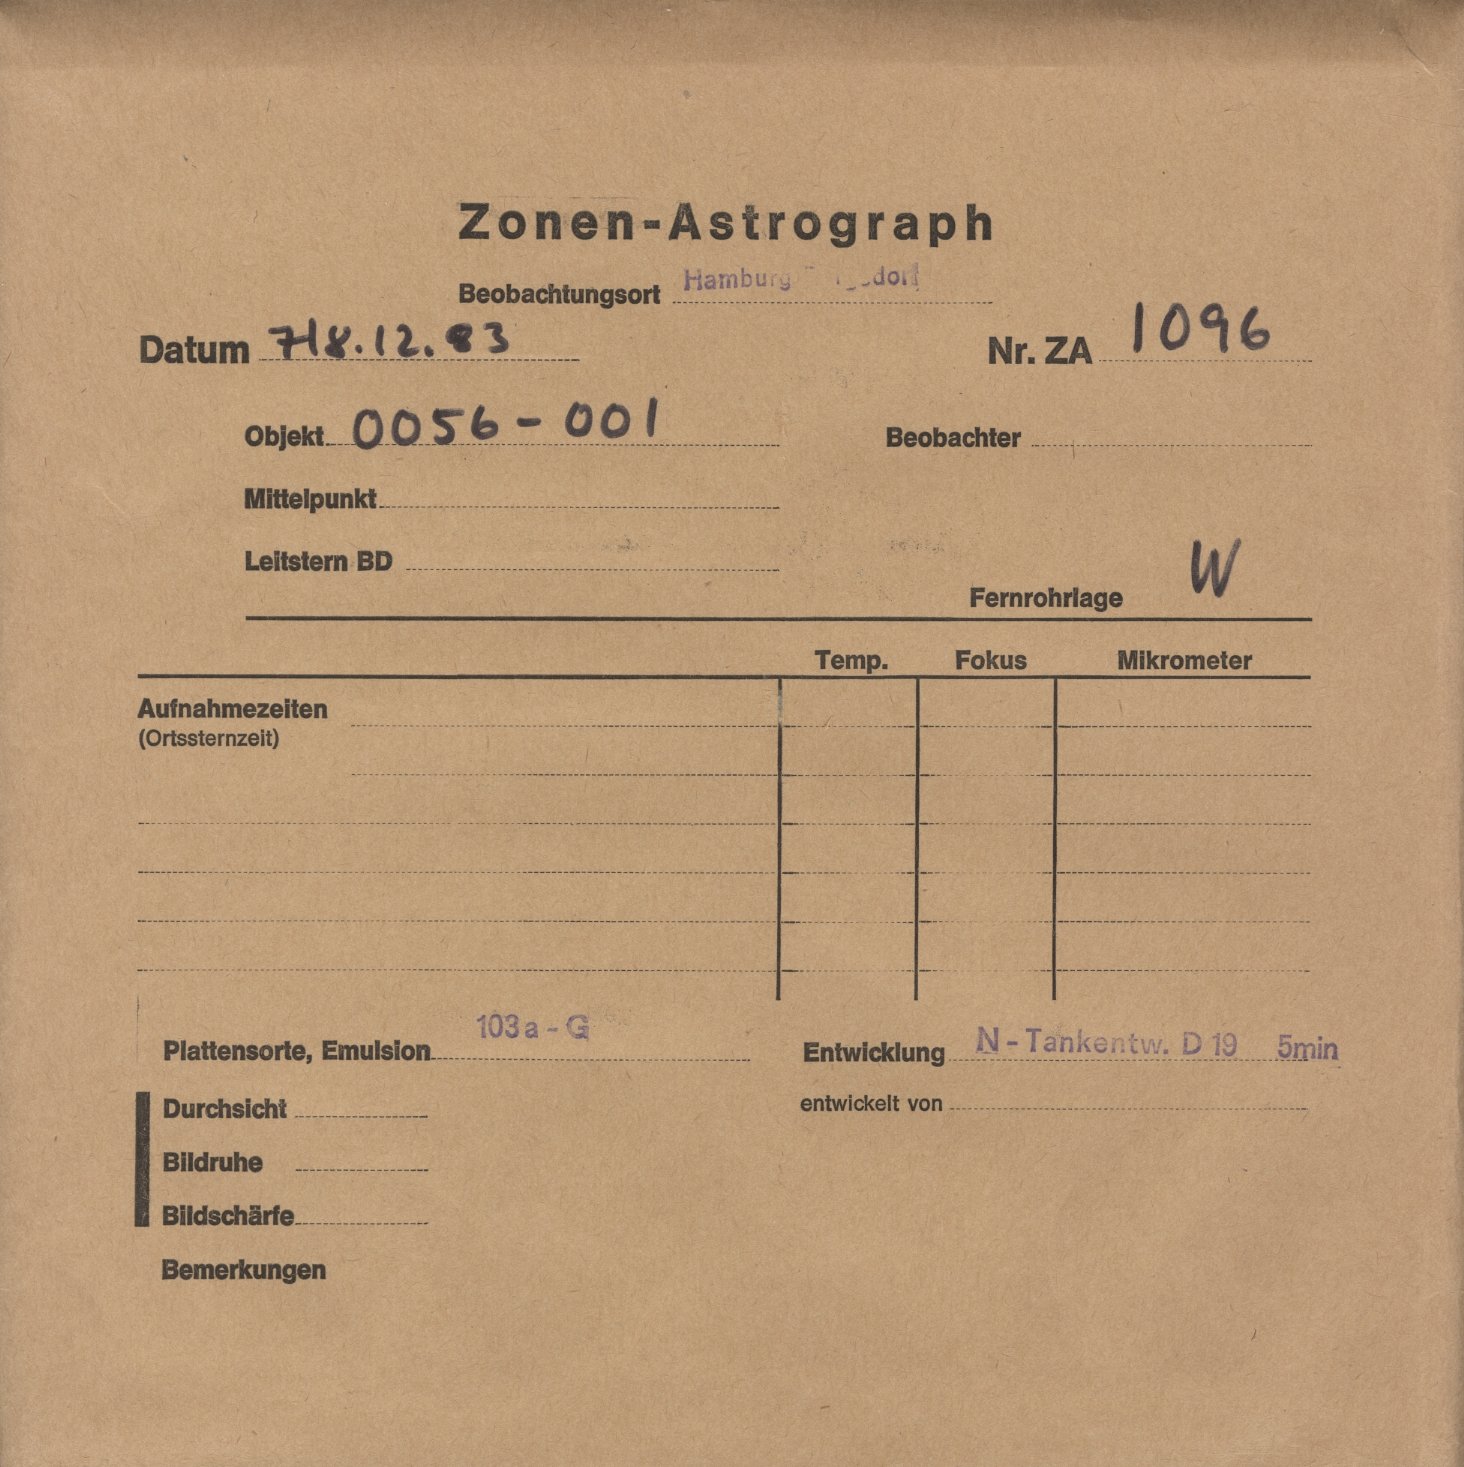 Zonen-Astrograph
Beobachtungsort Hamburg
Datum 7/8.12.83 Nr. ZA 1096
Objekt 0056-001 Beobachter
Mittelpunkt
Leitstern BD
Fernrohrlage W
Temp. Fokus Mikrometer
Aufnahmezeiten
(Ortssternzeit)
Plattensorte, Emulsion 103a-G Entwicklung N-Tankentw. D 19 5min
Durchsicht entwickelt von
Bildruhe
Bildschärfe
Bemerkungen